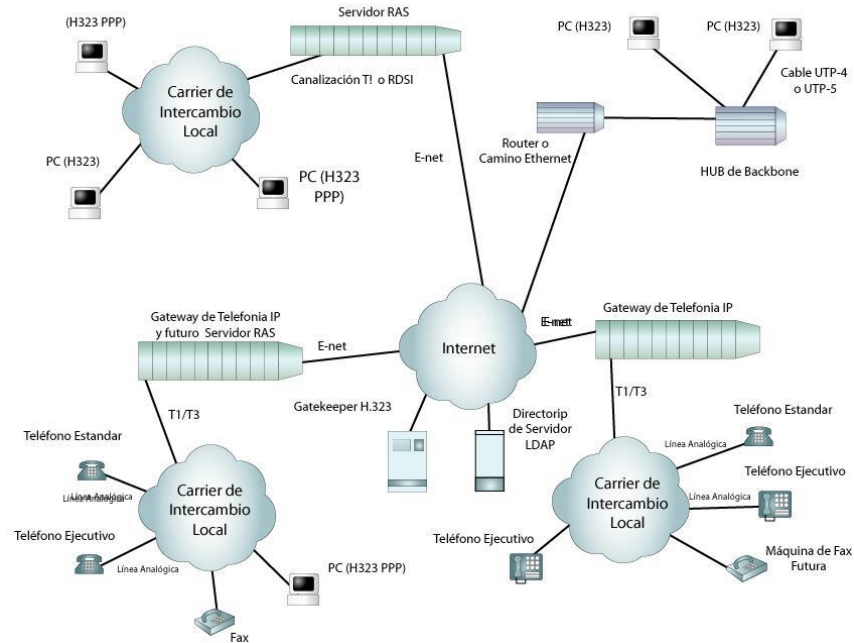 Servidor RAS
(H323 PPP)
PC (H323)
PC (H323)
Cable UTP-4
o UTP-5
Canalización T! o RDSI
Carrier de
Intercambio
Local
PC (H323)
PC (H323
PPP)
E-net
Router o
Camino Ethernet
HUB de Backbone
Gateway de Telefonia IP
y futuro Servidor RAS
E-net
Internet
E-nett
Gateway de Telefonia IP
T1/T3
Gatekeeper H.323
Directorip
de Servidor
LDAP
T1/T3
Teléfono Estandar
Línea Analógica
Línea Analógica
Carrier de
Intercambio
Local
Teléfono Ejecutivo
Línea Analógica
PC (H323 PPP)
Fax
Teléfono Estandar
Línea Analógica
Carrier de
Intercambio
Local
Teléfono Ejecutivo
Línea Analógica
Teléfono Ejecutivo
Máquina de Fax
Futura